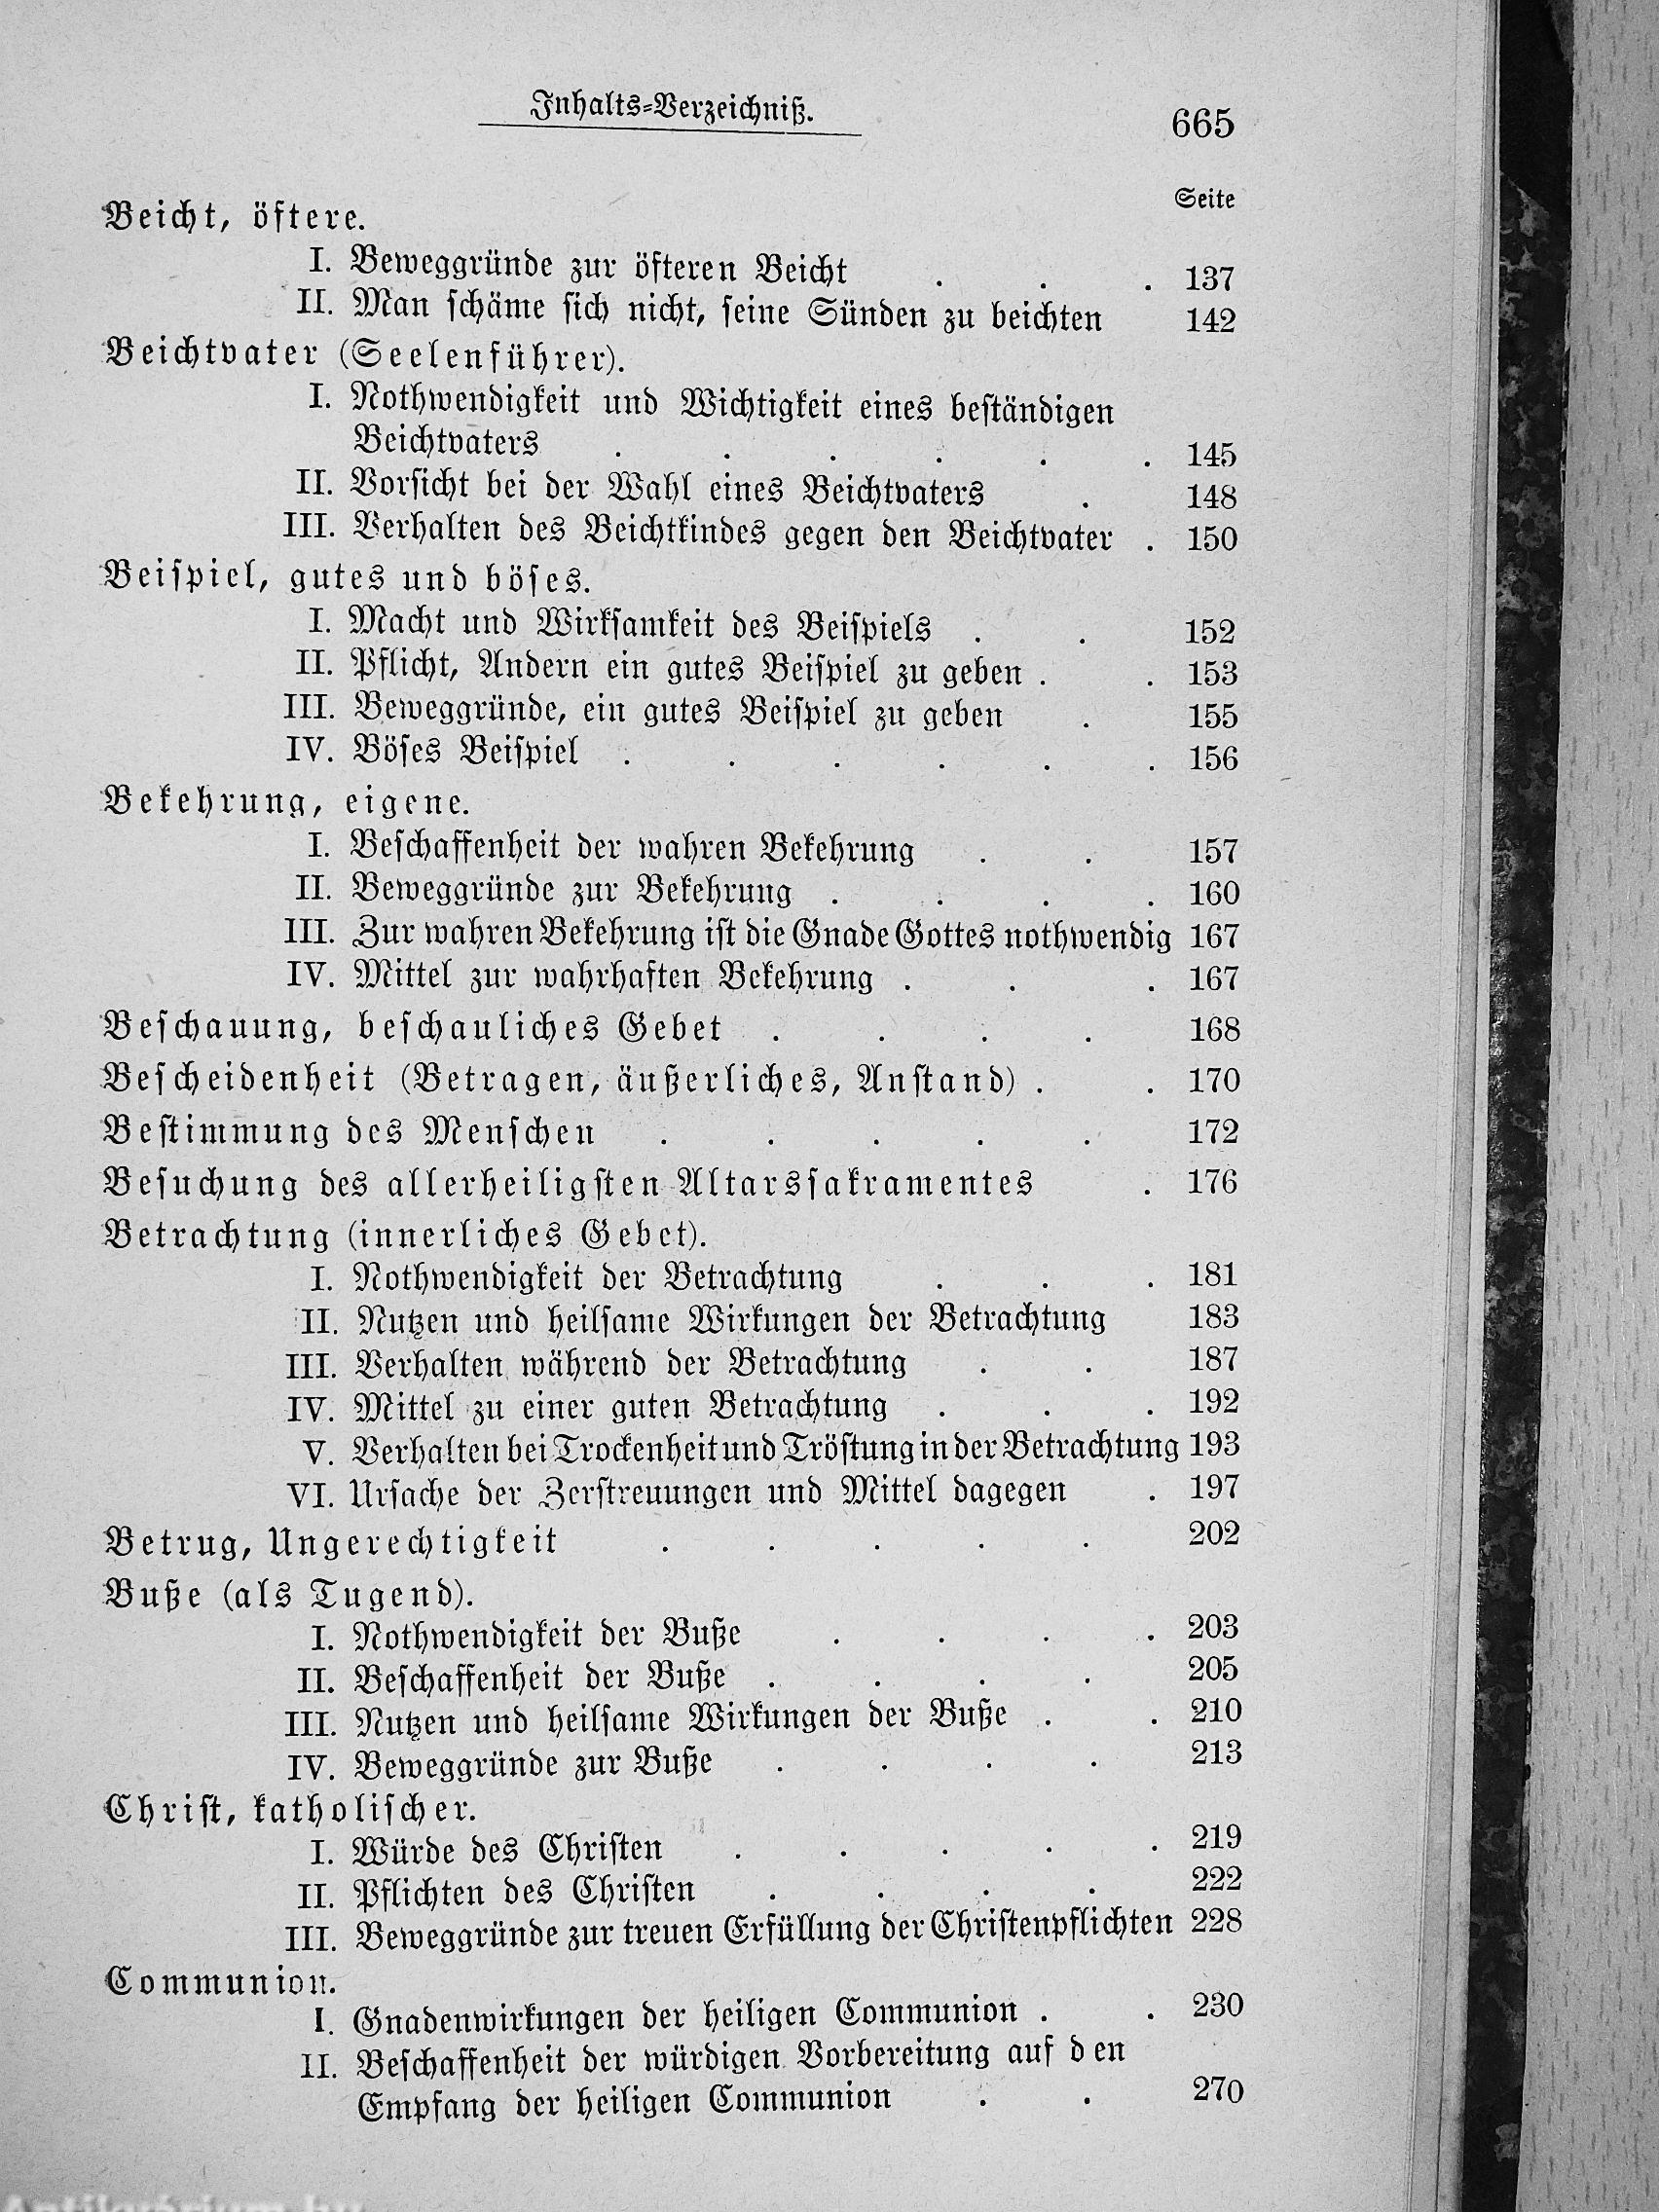 Inhalts-Verzeichniß.
665
Seite
Beicht, öftere.
I. Beweggründe zur öfteren Beicht . . . 137
II. Man schäme sich nicht, seine Sünden zu beichten 142
Beichtvater (Seelenführer).
I. Nothwendigkeit und Wichtigkeit eines beständigen
Beichtvaters . . . . . . 145
II. Vorsicht bei der Wahl eines Beichtvaters . 148
III. Verhalten des Beichtkindes gegen den Beichtvater . 150
Beispiel, gutes und böses.
I. Macht und Wirksamkeit des Beispiels . . 152
II. Pflicht, Andern ein gutes Beispiel zu geben . . 153
III. Beweggründe, ein gutes Beispiel zu geben . 155
IV. Böses Beispiel . . . . . . 156
Bekehrung, eigene.
I. Beschaffenheit der wahren Bekehrung . . 157
II. Beweggründe zur Bekehrung . . . . 160
III. Zur wahren Bekehrung ist die Gnade Gottes nothwendig 167
IV. Mittel zur wahrhaften Bekehrung . . . 167
Beschauung, beschauliches Gebet . . . . 168
Bescheidenheit (Betragen, äußerliches, Anstand) . . 170
Bestimmung des Menschen . . . . . 172
Besuchung des allerheiligsten Altarssakramentes . 176
Betrachtung (innerliches Gebet).
I. Nothwendigkeit der Betrachtung . . . 181
II. Nutzen und heilsame Wirkungen der Betrachtung 183
III. Verhalten während der Betrachtung . . 187
IV. Mittel zu einer guten Betrachtung . . . 192
V. Verhalten bei Trockenheit und Tröstung in der Betrachtung 193
VI. Ursache der Zerstreuungen und Mittel dagegen . 197
Betrug, Ungerechtigkeit . . . . . 202
Buße (als Tugend).
I. Nothwendigkeit der Buße . . . . 203
II. Beschaffenheit der Buße . . . . 205
III. Nutzen und heilsame Wirkungen der Buße . . 210
IV. Beweggründe zur Buße . . . . 213
Christ, katholischer.
I. Würde des Christen . . . . . 219
II. Pflichten des Christen . . . . 222
III. Beweggründe zur treuen Erfüllung der Christenpflichten 228
Communion.
I. Gnadenwirkungen der heiligen Communion . . 230
II. Beschaffenheit der würdigen Vorbereitung auf den
Empfang der heiligen Communion . . 270